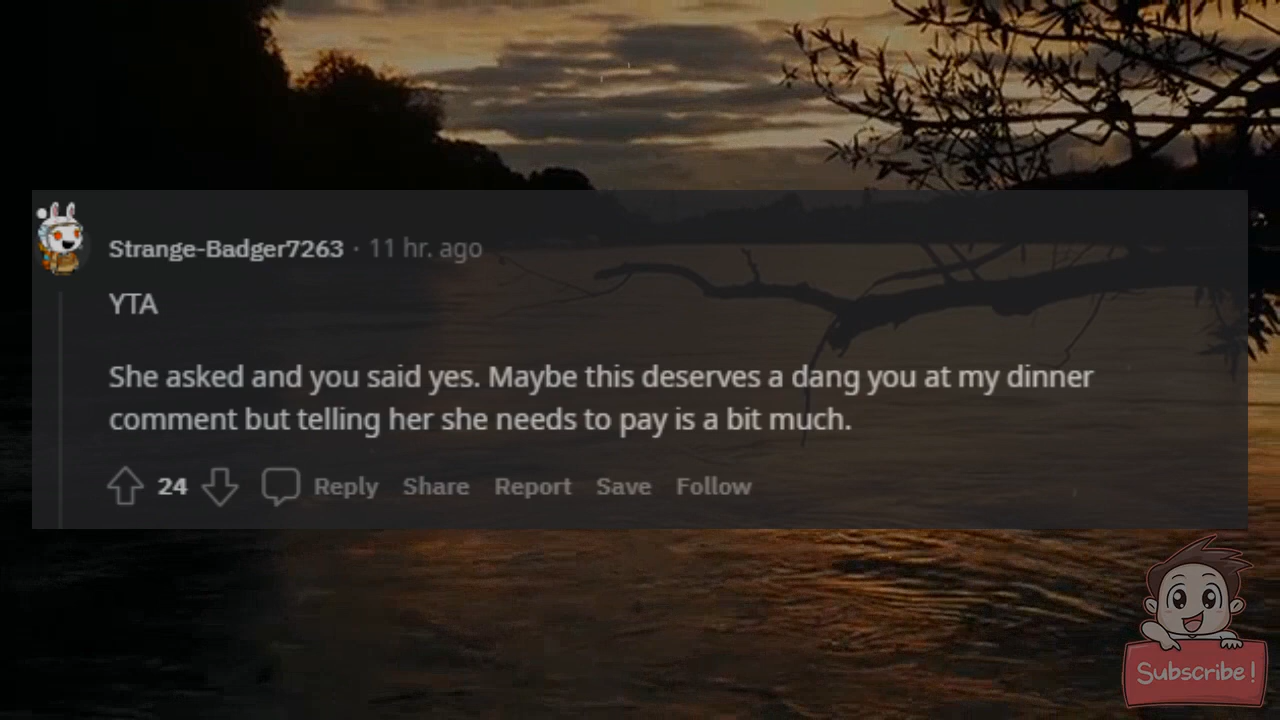 Strange-Badger7263 · 11 hr. ago
YTA
She asked and you said yes. Maybe this deserves a dang you at my dinner
comment but telling her she needs to pay is a bit much.
24 Reply Share Report Save Follow
Subscribe!